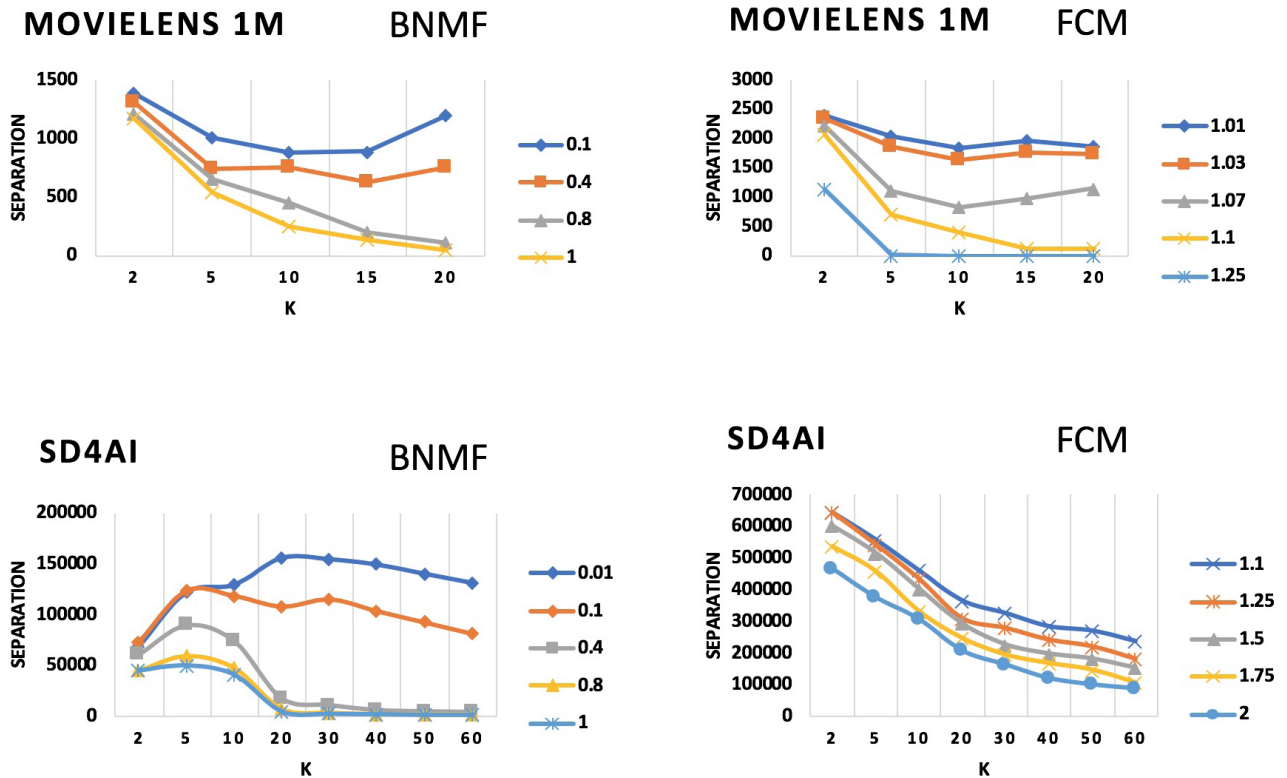 MOVIELENS 1M BNMF
1500
1000
500
0
SEPARATION
2 5 10 15 20
K
0.1
0.4
0.8
1
MOVIELENS 1M FCM
3000
2500
2000
1500
1000
500
0
SEPARATION
2 5 10 15 20
K
1.01
1.03
1.07
1.1
1.25
SD4AI BNMF
200000
150000
100000
50000
0
SEPARATION
2 5 10 20 30 40 50 60
K
0.01
0.1
0.4
0.8
1
SD4AI FCM
700000
600000
500000
400000
300000
200000
100000
0
SEPARATION
2 5 10 20 30 40 50 60
K
1.1
1.25
1.5
1.75
2